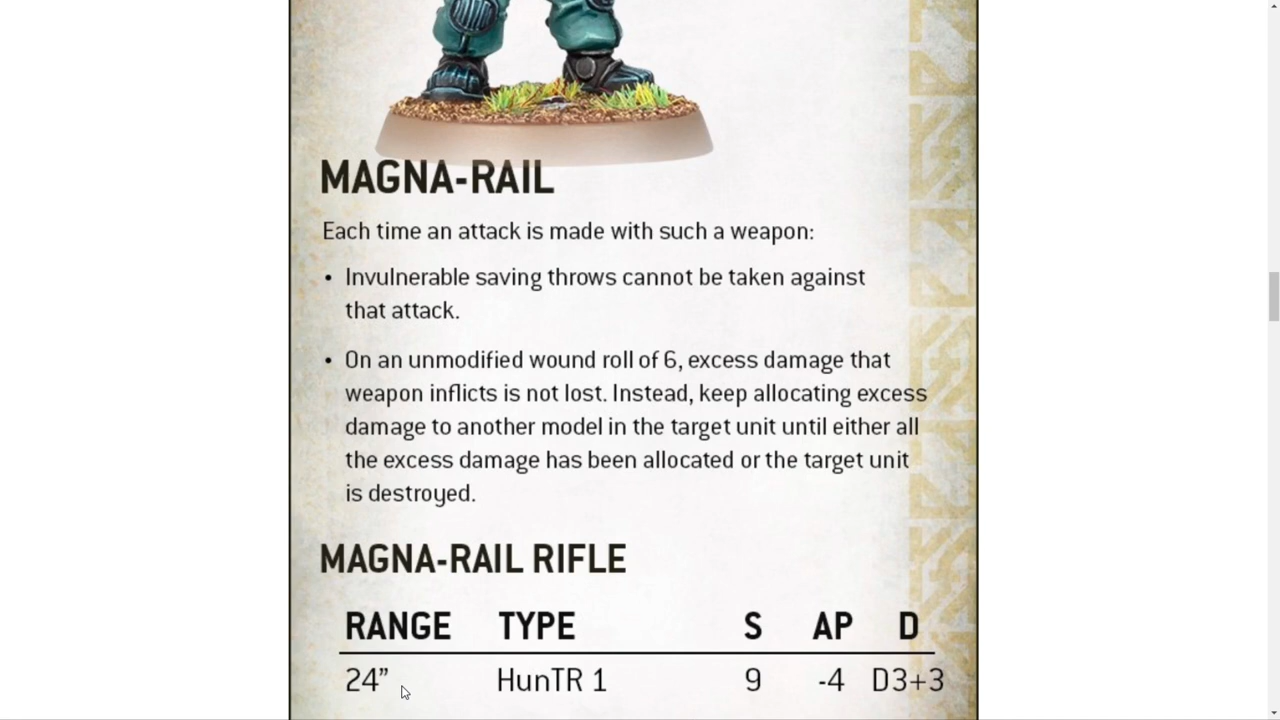 MAGNA-RAIL
Each time an attack is made with such a weapon:
• Invulnerable saving throws cannot be taken against
that attack.
• On an unmodified wound roll of 6, excess damage that
weapon inflicts is not lost. Instead, keep allocating excess
damage to another model in the target unit until either all
the excess damage has been allocated or the target unit
is destroyed.
MAGNA-RAIL RIFLE
RANGE TYPE S AP D
24” HunTR 1 9 -4 D3+3